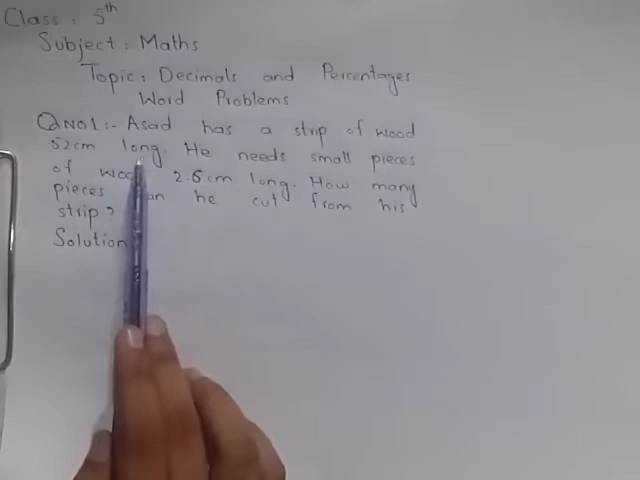 Class: 5th
Subject: Maths
Topic: Decimals and Percentages
Word Problems
QNO1:- Asad has a strip of wood
52cm long. He needs small pieces
of 2.6cm long. How many
pieces he cut from his
strip?
Solution